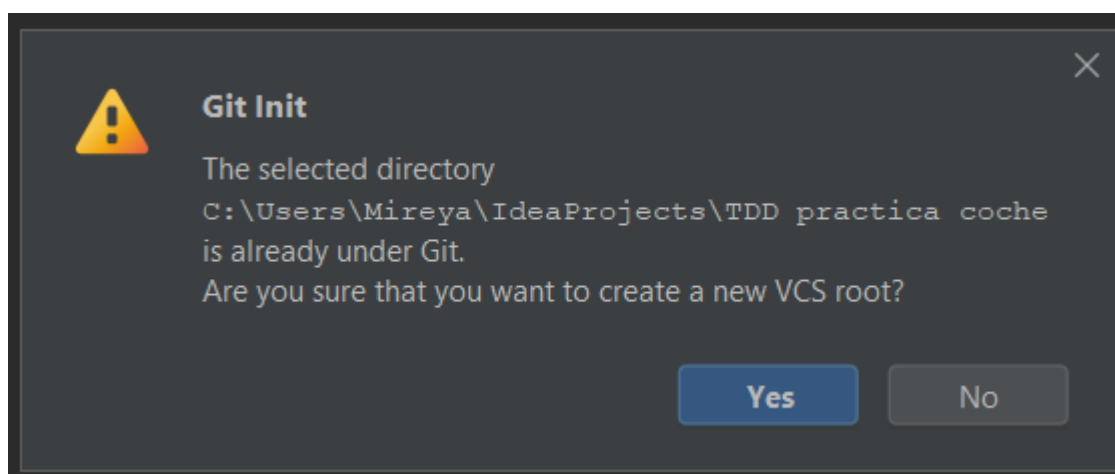 Git Init
The selected directory
C:\Users\Mireya\IdeaProjects\TDD practica coche
is already under Git.
Are you sure that you want to create a new VCS root?
Yes
No